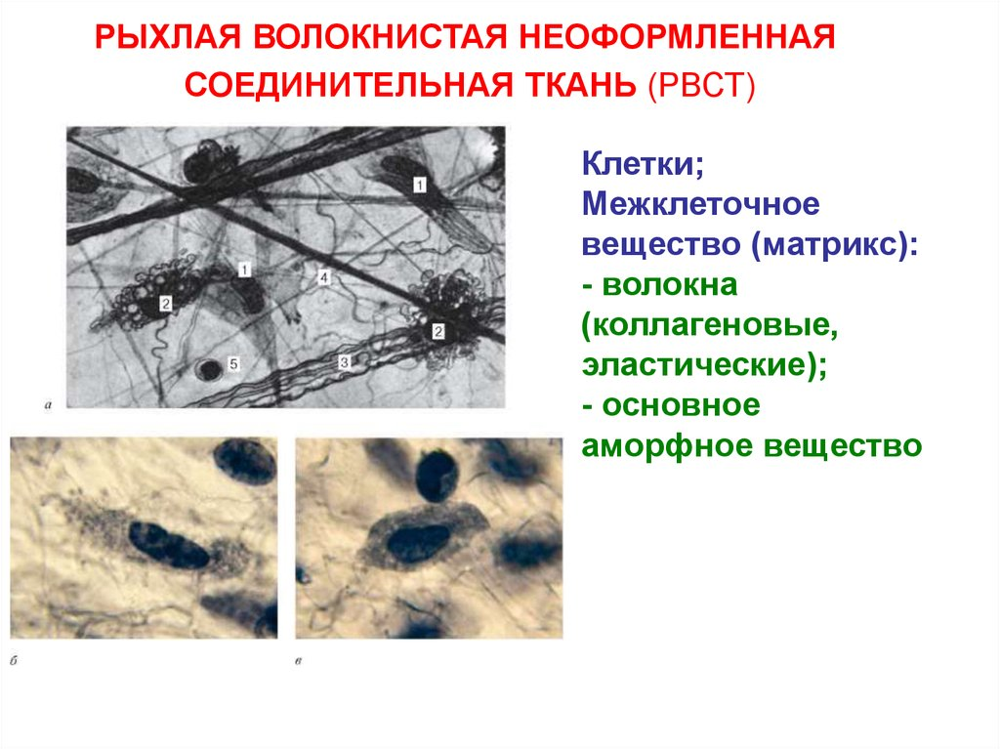 РЫХЛАЯ ВОЛОКНИСТАЯ НЕОФОРМЛЕННАЯ
СОЕДИНИТЕЛЬНАЯ ТКАНЬ (РВСТ)
1
1
4
2
2
5
3
а
б
в
Клетки;
Межклеточное
вещество (матрикс):
- волокна
(коллагеновые,
эластические);
- основное
аморфное вещество